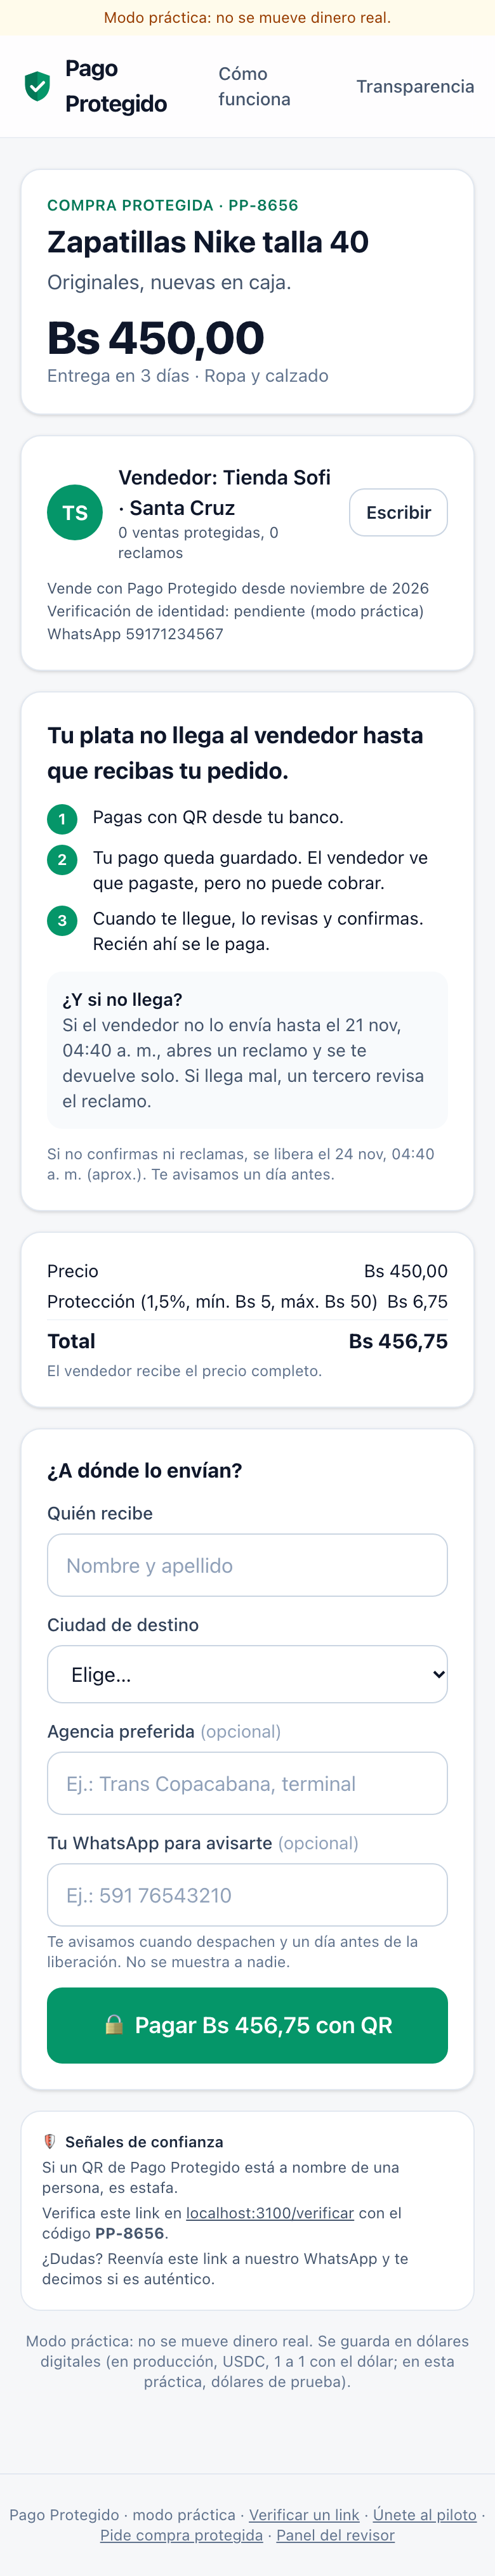 Modo práctica: no se mueve dinero real.
Pago
Protegido
Cómo
funciona
Transparencia
COMPRA PROTEGIDA · PP-8656
Zapatillas Nike talla 40
Originales, nuevas en caja.
Bs 450,00
Entrega en 3 días · Ropa y calzado
TS
Vendedor: Tienda Sofi
· Santa Cruz
0 ventas protegidas, 0
reclamos
Escribir
Vende con Pago Protegido desde noviembre de 2026
Verificación de identidad: pendiente (modo práctica)
WhatsApp 59171234567
Tu plata no llega al vendedor hasta
que recibas tu pedido.
1 Pagas con QR desde tu banco.
2 Tu pago queda guardado. El vendedor ve
que pagaste, pero no puede cobrar.
3 Cuando te llegue, lo revisas y confirmas.
Recién ahí se le paga.
¿Y si no llega?
Si el vendedor no lo envía hasta el 21 nov,
04:40 a. m., abres un reclamo y se te
devuelve solo. Si llega mal, un tercero revisa
el reclamo.
Si no confirmas ni reclamas, se libera el 24 nov, 04:40
a. m. (aprox.). Te avisamos un día antes.
Precio Bs 450,00
Protección (1,5%, mín. Bs 5, máx. Bs 50) Bs 6,75
Total Bs 456,75
El vendedor recibe el precio completo.
¿A dónde lo envían?
Quién recibe
Nombre y apellido
Ciudad de destino
Elige...
Agencia preferida (opcional)
Ej.: Trans Copacabana, terminal
Tu WhatsApp para avisarte (opcional)
Ej.: 591 76543210
Te avisamos cuando despachen y un día antes de la
liberación. No se muestra a nadie.
Pagar Bs 456,75 con QR
Señales de confianza
Si un QR de Pago Protegido está a nombre de una
persona, es estafa.
Verifica este link en localhost:3100/verificar con el
código PP-8656.
¿Dudas? Reenvía este link a nuestro WhatsApp y te
decimos si es auténtico.
Modo práctica: no se mueve dinero real. Se guarda en dólares
digitales (en producción, USDC, 1 a 1 con el dólar; en esta
práctica, dólares de prueba).
Pago Protegido · modo práctica · Verificar un link · Únete al piloto ·
Pide compra protegida · Panel del revisor